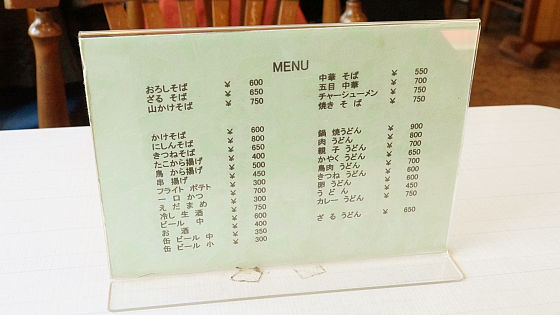 MENU
おろしそば ¥ 600
ざる そば ¥ 650
山かけそば ¥ 750
かけそば ¥ 600
にしんそば ¥ 800
きつねそば ¥ 650
たこから揚げ ¥ 400
鳥 から揚げ ¥ 500
串 揚げ ¥ 450
フライト ポテト ¥ 300
一 口 かつ ¥ 700
え だ ま め ¥ 300
冷 し 生 酒 ¥ 750
ビール 中 ¥ 600
お 酒 ¥ 400
缶 ビール 中 ¥ 350
缶 ビール 小 ¥ 300
中華 そば ¥ 550
五目 中華 ¥ 700
チャーシューメン ¥ 750
焼き そ ば
鍋 焼うどん ¥ 900
肉 うどん ¥ 800
親 子 うどん ¥ 700
かやく うどん
鳥肉 うどん
きつね うどん
卵 うどん
う ど ん ¥ 450
カレー うどん ¥ 750
ざ る うどん ¥ 650